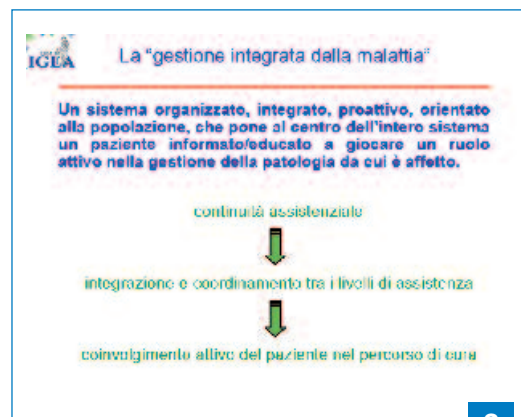 IGEA
La "gestione integrata della malattia"
Un sistema organizzato, integrato, proattivo, orientato
alla popolazione, che pone al centro dell'intero sistema
un paziente informato/educato a giocare un ruolo
attivo nella gestione della patologia da cui è affetto.
continuità assistenziale
integrazione e coordinamento tra i livelli di assistenza
coinvolgimento attivo del paziente nel percorso di cura